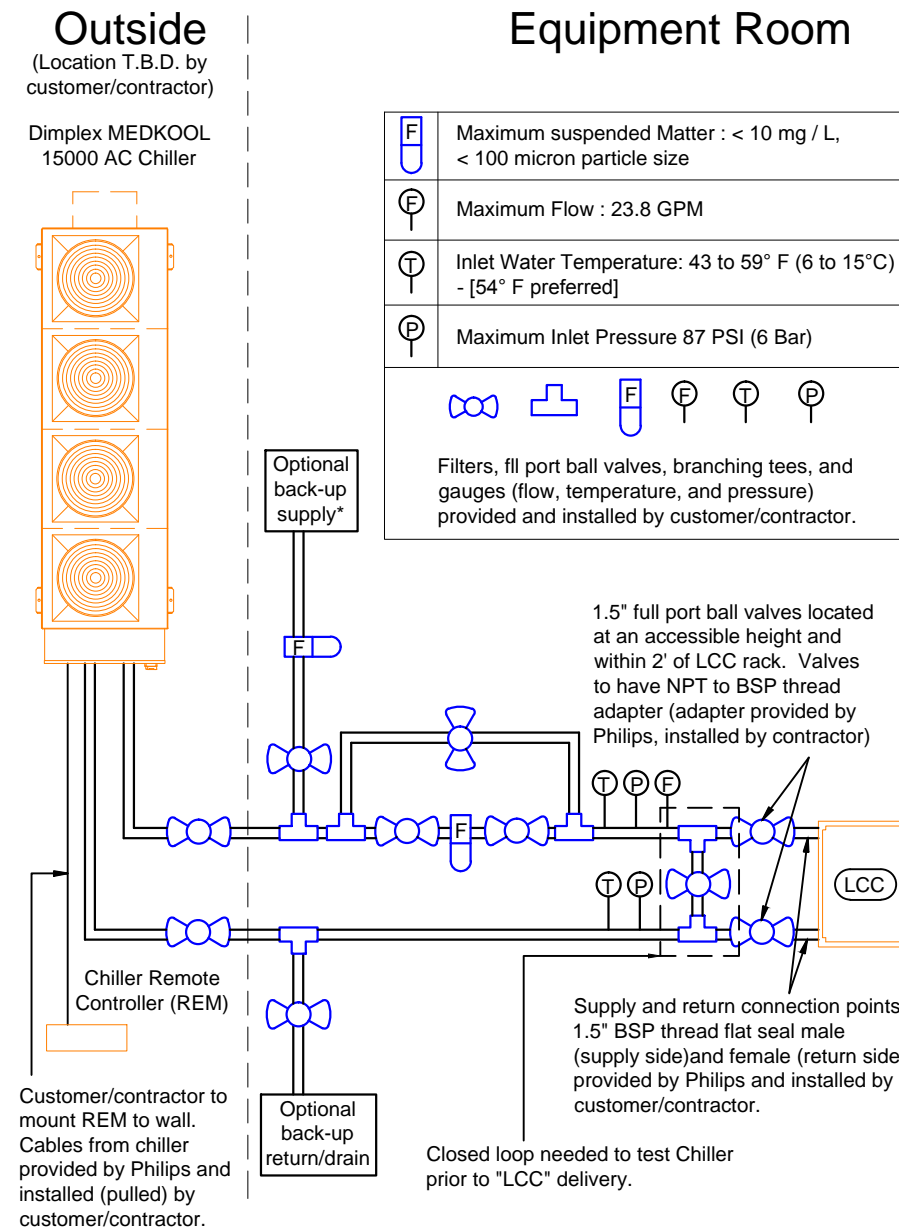 Outside
(Location T.B.D. by
customer/contractor)
Dimplex MEDKOOL
15000 AC Chiller
Equipment Room
F
Maximum suspended Matter : < 10 mg / L,
< 100 micron particle size
F
Maximum Flow : 23.8 GPM
T
Inlet Water Temperature: 43 to 59° F (6 to 15°C)
- [54° F preferred]
P
Maximum Inlet Pressure 87 PSI (6 Bar)
F
F
T
P
Filters, fll port ball valves, branching tees, and
gauges (flow, temperature, and pressure)
provided and installed by customer/contractor.
Optional
back-up
supply*
F
1.5" full port ball valves located
at an accessible height and
within 2' of LCC rack. Valves
to have NPT to BSP thread
adapter (adapter provided by
Philips, installed by contractor)
T P F
F
LCC
T P
Chiller Remote
Controller (REM)
Supply and return connection points
1.5" BSP thread flat seal male
(supply side)and female (return side
provided by Philips and installed by
customer/contractor.
Customer/contractor to
mount REM to wall.
Cables from chiller
provided by Philips and
installed (pulled) by
customer/contractor.
Optional
back-up
return/drain
Closed loop needed to test Chiller
prior to "LCC" delivery.